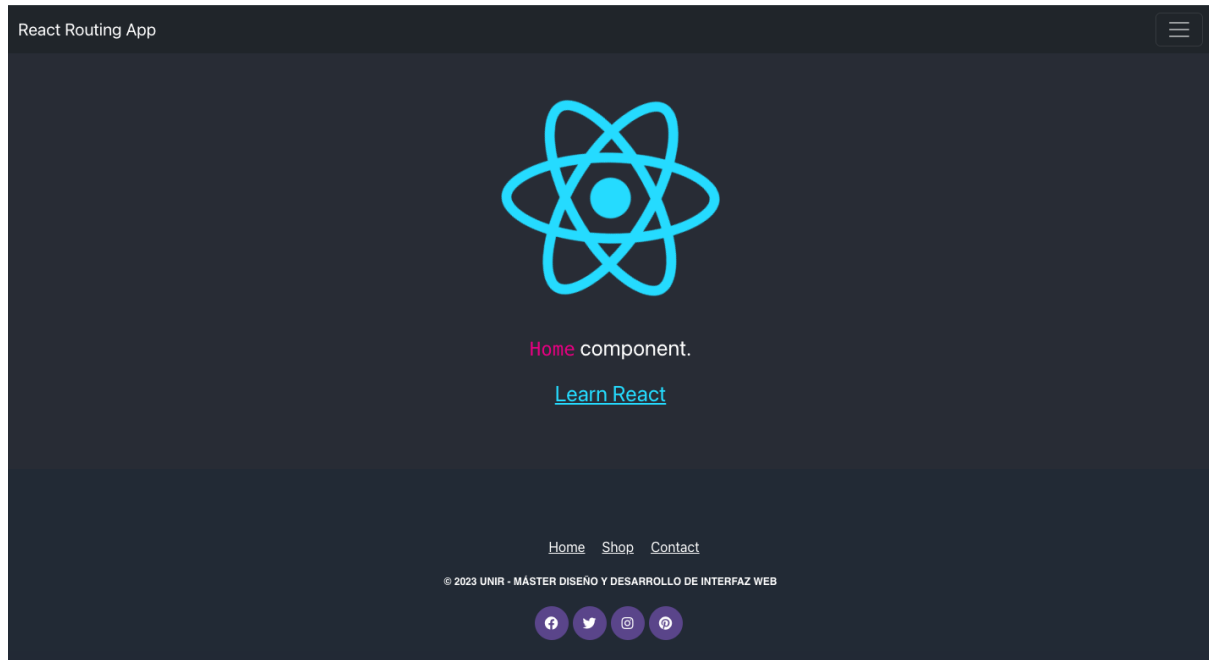 React Routing App
Home component.
Learn React
Home Shop Contact
© 2023 UNIR - MÁSTER DISEÑO Y DESARROLLO DE INTERFAZ WEB